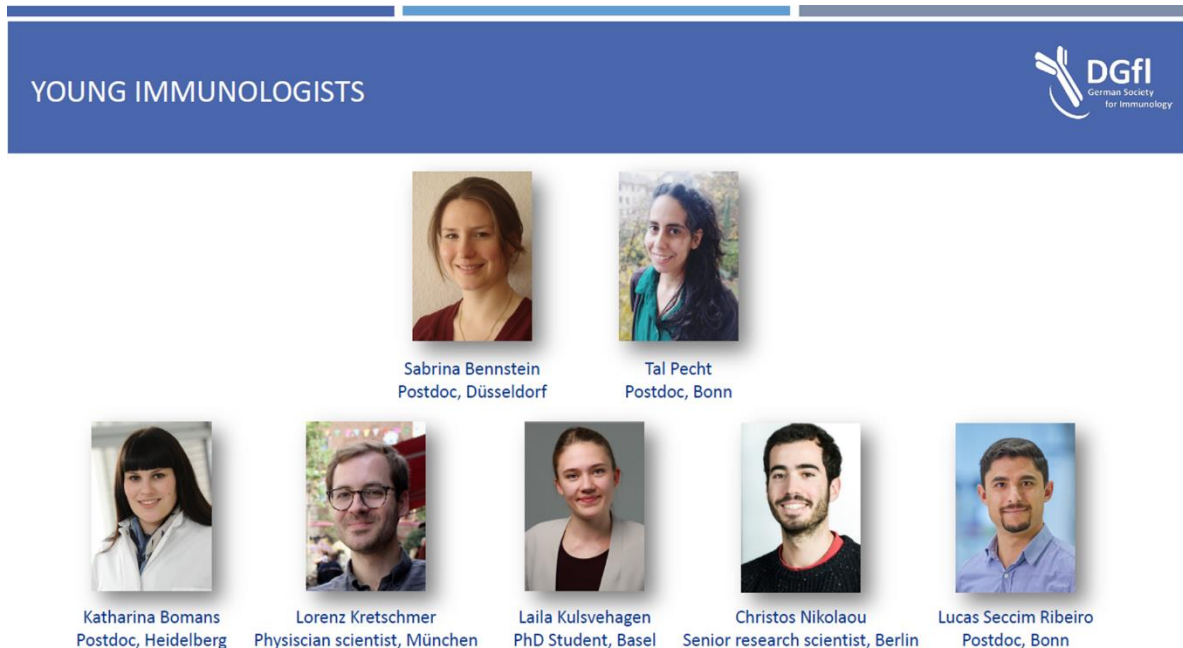 YOUNG IMMUNOLOGISTS
DGfI
German Society
for Immunology
Sabrina Bennstein
Postdoc, Düsseldorf
Tal Pecht
Postdoc, Bonn
Katharina Bomans
Postdoc, Heidelberg
Lorenz Kretschmer
Physiscian scientist, München
Laila Kulsvehagen
PhD Student, Basel
Christos Nikolaou
Senior research scientist, Berlin
Lucas Seccim Ribeiro
Postdoc, Bonn